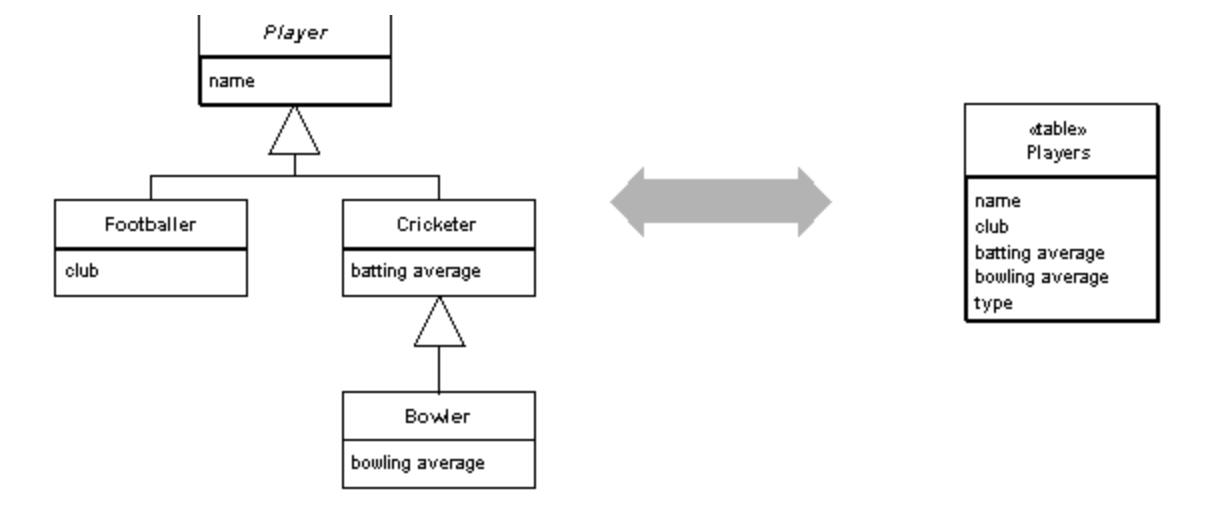 Player
name
Footballer
club
Cricketer
batting average
Bowler
bowling average
«table»
Players
name
club
batting average
bowling average
type